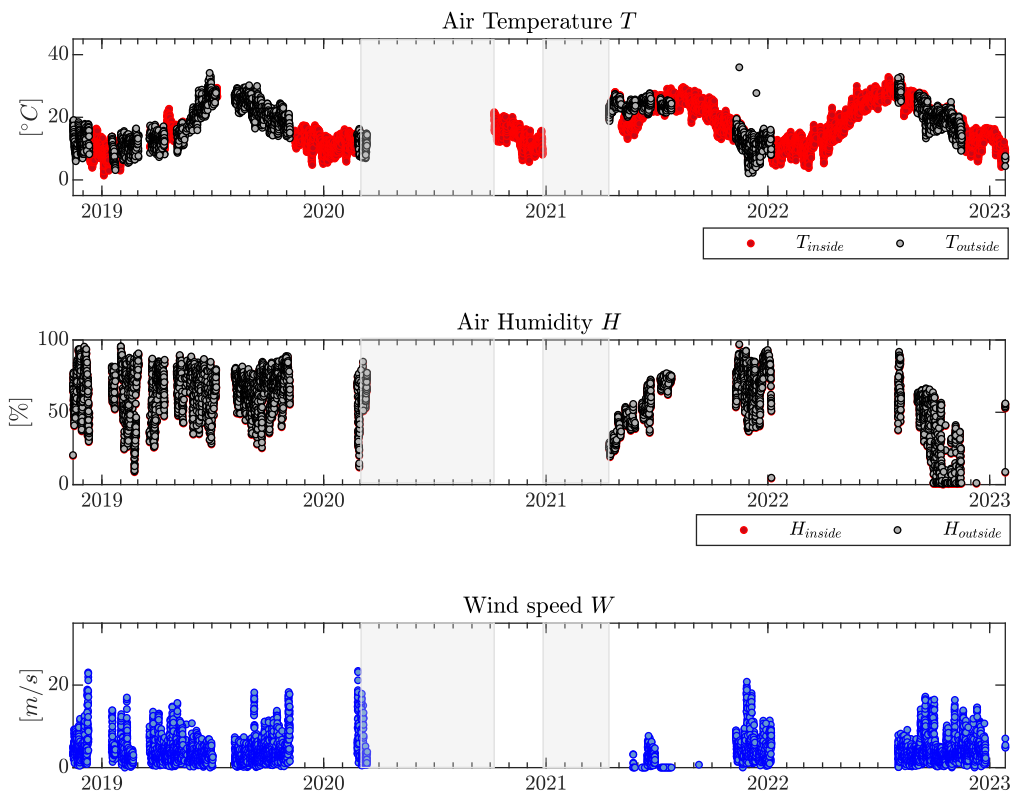 Air Temperature T
[°C]
40
20
0
2019 2020 2021 2022 2023
T_inside T_outside
Air Humidity H
[%]
100
50
0
2019 2020 2021 2022 2023
H_inside H_outside
Wind speed W
[m/s]
20
0
2019 2020 2021 2022 2023